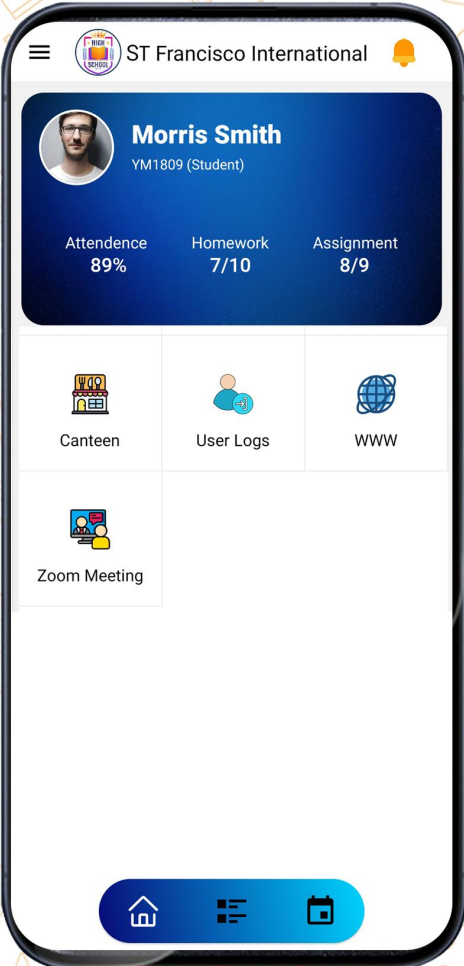 HIGH
SCHOOL
ST Francisco International
Morris Smith
YM1809 (Student)
Attendence Homework Assignment
89% 7/10 8/9
Canteen User Logs WWW
Zoom Meeting